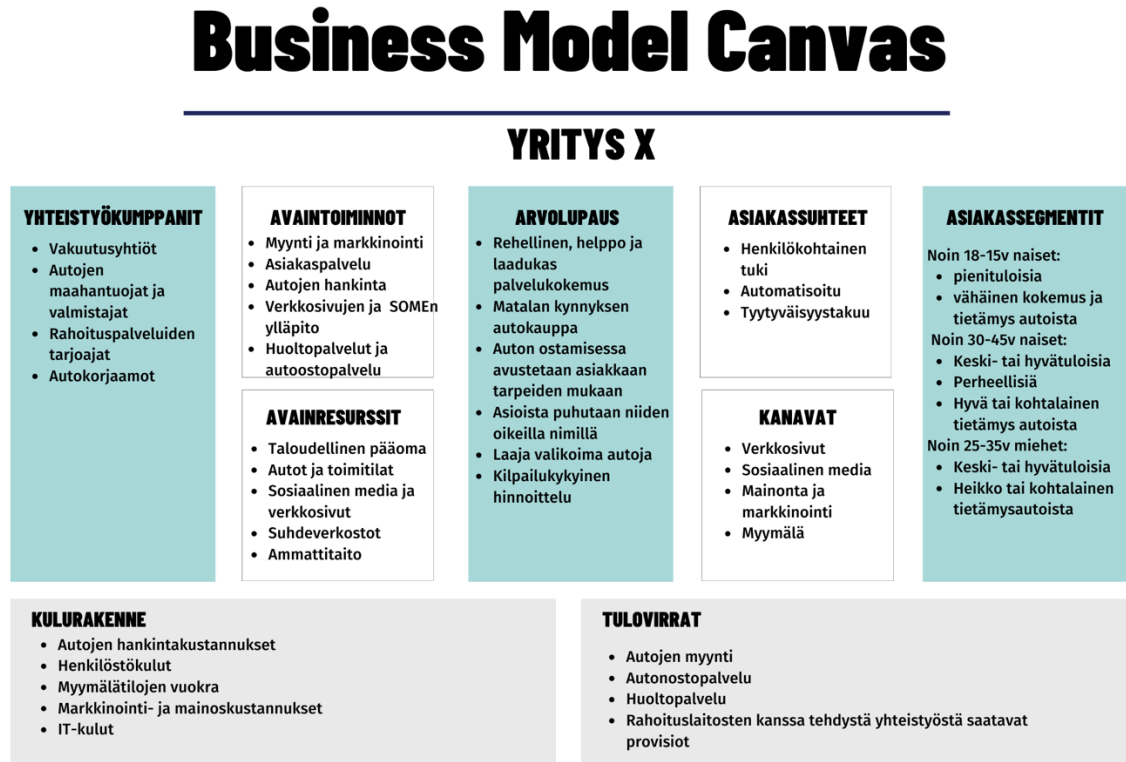 Business Model Canvas
YRITYS X
YHTEISTYÖKUMPPANIT
• Vakuutusyhtiöt
• Autojen
maahantuojat ja
valmistajat
• Rahoituspalveluiden
tarjoajat
• Autokorjaamot
AVAINTOIMINNOT
• Myynti ja markkinointi
• Asiakaspalvelu
• Autojen hankinta
• Verkkosivujen ja SOMEn
ylläpito
• Huoltopalvelut ja
autoostopalvelu
AVAINRESURSSIT
• Taloudellinen pääoma
• Autot ja toimitilat
• Sosiaalinen media ja
verkkosivut
• Suhdeverkostot
• Ammattitaito
ARVOLUPAUS
• Rehellinen, helppo ja
laadukas
palvelukokemus
• Matalan kynnyksen
autokauppa
• Auton ostamisessa
avustetaan asiakkaan
tarpeiden mukaan
• Asioista puhutaan niiden
oikeilla nimillä
• Laaja valikoima autoja
• Kilpailukykyinen
hinnoittelu
ASIAKASSUHTEET
• Henkilökohtainen
tuki
• Automatisoitu
• Tyytyväisyystakuu
KANAVAT
• Verkkosivut
• Sosiaalinen media
• Mainonta ja
markkinointi
• Myymälä
ASIAKASSEGMENTIT
Noin 18-15v naiset:
• pienituloisia
• vähäinen kokemus ja
tietämys autoista
Noin 30-45v naiset:
• Keski- tai hyvätuloisia
• Perheellisiä
• Hyvä tai kohtalainen
tietämys autoista
Noin 25-35v miehet:
• Keski- tai hyvätuloisia
• Heikko tai kohtalainen
tietämysautoista
KULURAKENNE
• Autojen hankintakustannukset
• Henkilöstökulut
• Myymälätilojen vuokra
• Markkinointi- ja mainoskustannukset
• IT-kulut
TULOVIRRAT
• Autojen myynti
• Autonostopalvelu
• Huoltopalvelu
• Rahoituslaitosten kanssa tehdystä yhteistyöstä saatavat
provisiot